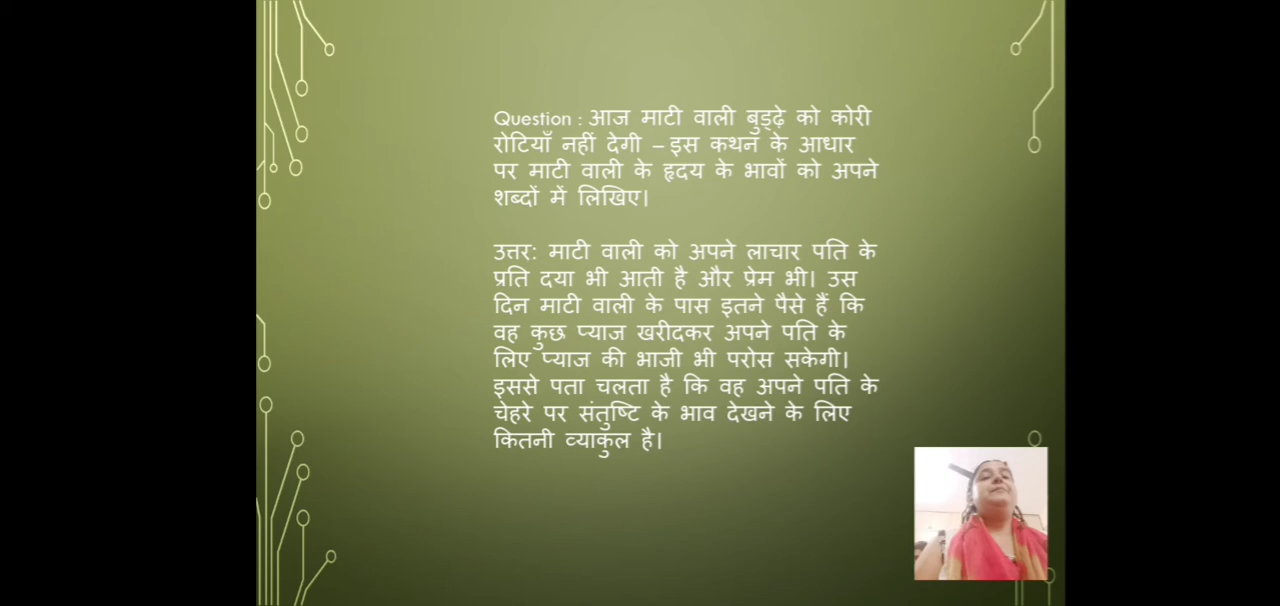 Question : आज माटी वाली बुड्ढे को कोरी
रोटियाँ नहीं देगी – इस कथन के आधार
पर माटी वाली के हृदय के भावों को अपने
शब्दों में लिखिए।
उत्तर: माटी वाली को अपने लाचार पति के
प्रति दया भी आती है और प्रेम भी। उस
दिन माटी वाली के पास इतने पैसे हैं कि
वह कुछ प्याज खरीदकर अपने पति के
लिए प्याज की भाजी भी परोस सकेगी।
इससे पता चलता है कि वह अपने पति के
चेहरे पर संतुष्टि के भाव देखने के लिए
कितनी व्याकुल है।